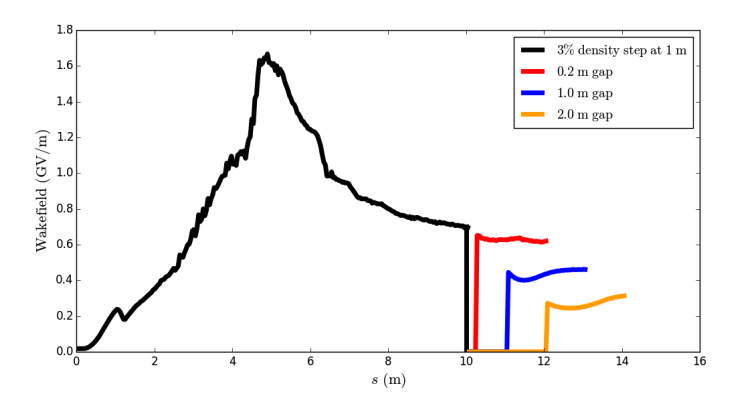 1.8
1.6
1.4
1.2
1.0
0.8
0.6
0.4
0.2
0.0
Wakefield (GV/m)
3% density step at 1 m
0.2 m gap
1.0 m gap
2.0 m gap
0 2 4 6 8 10 12 14 16
s (m)